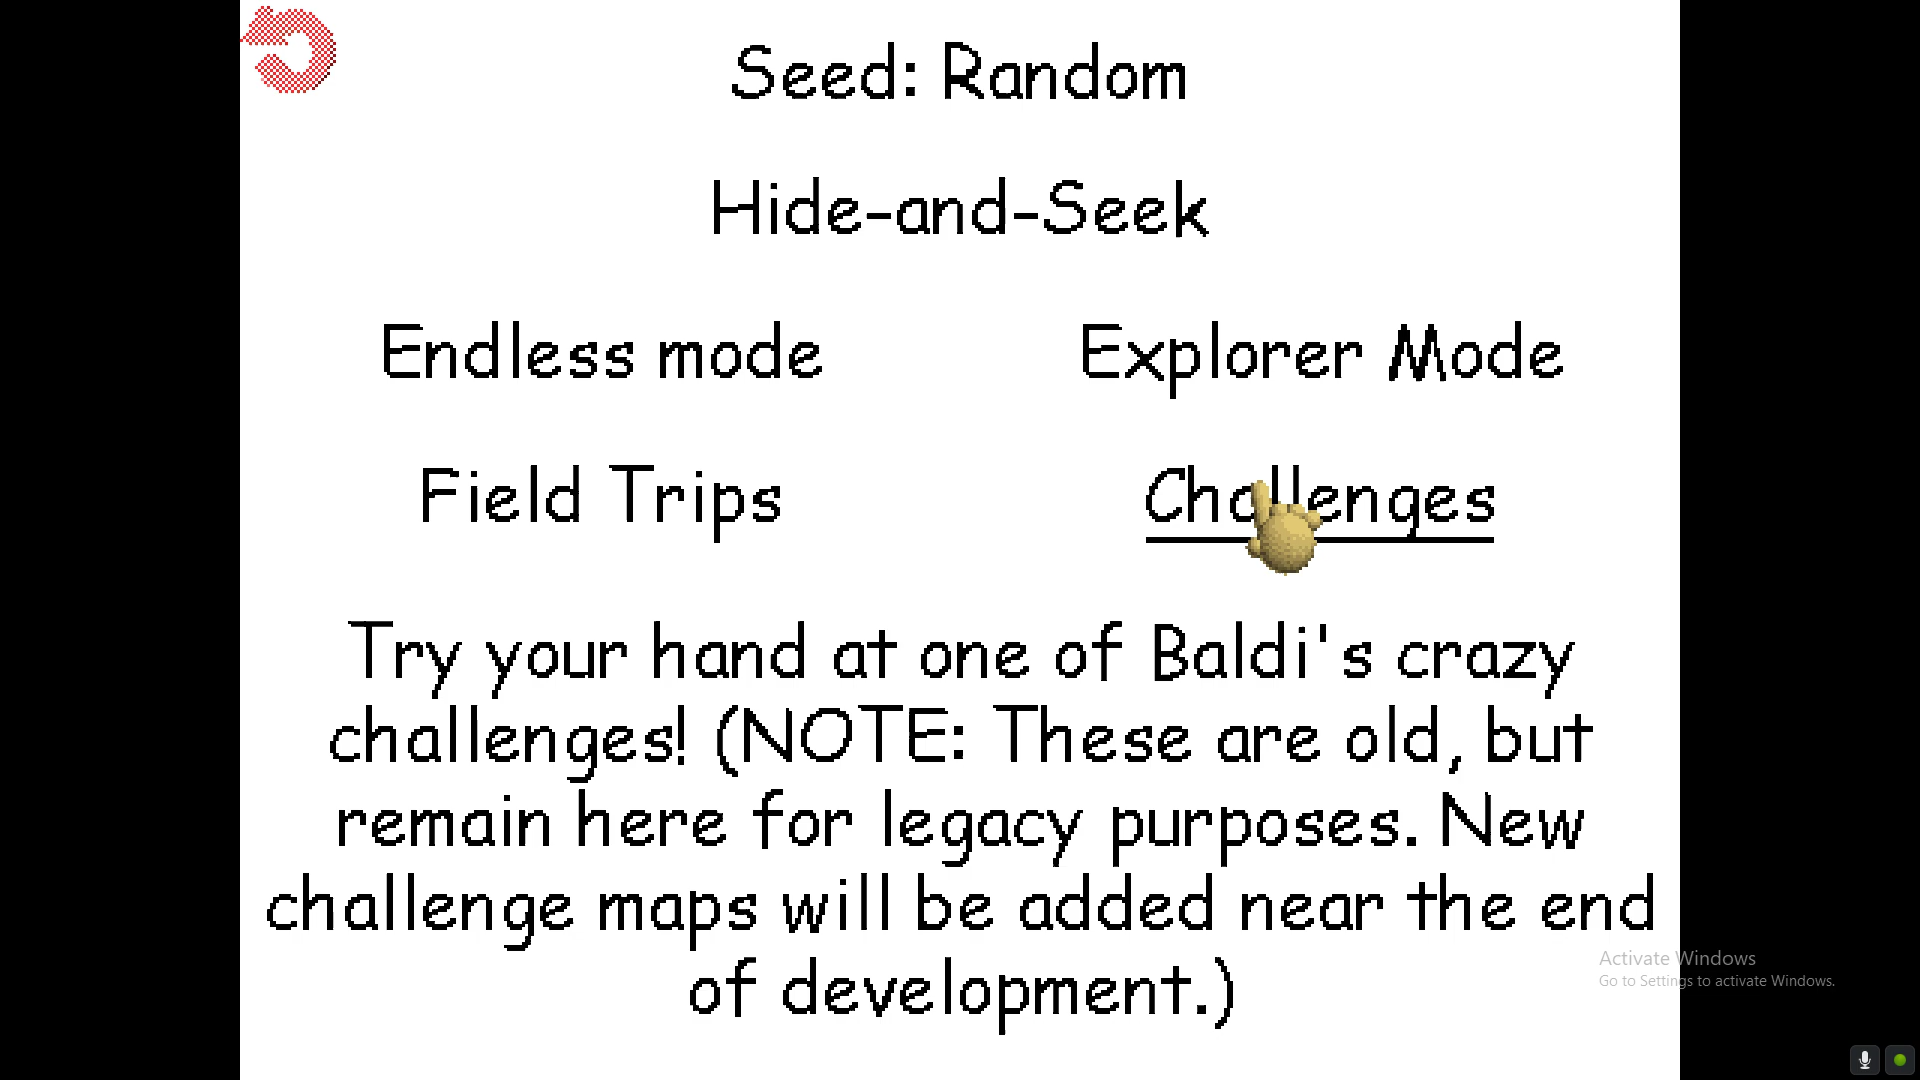 Seed: Random
Hide-and-Seek
Endless mode
Explorer Mode
Field Trips
Challenges
Try your hand at one of Baldi's crazy
challenges! (NOTE: These are old, but
remain here for legacy purposes. New
challenge maps will be added near the end
of development.)
Activate Windows
Go to Settings to activate Windows.